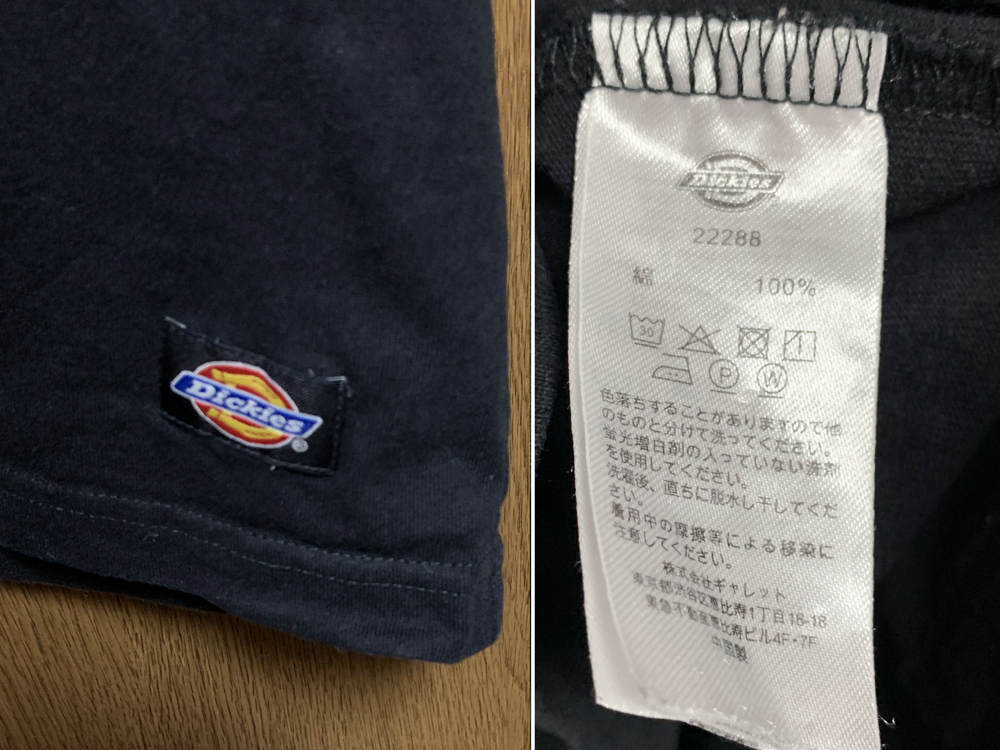 Dickies
®
Dickies
22288
綿 100%
30
P W
色落ちすることがありますので他
のものと分けて洗ってください。
蛍光増白剤の入っていない洗剤
を使用してください。
洗濯後、直ちに脱水し干してくだ
さい。
着用中の摩擦等による移染に
注意してください。
株式会社ギャレット
東京都渋谷区恵比寿1丁目18-18
東急不動産恵比寿ビル4F・7F
中国製